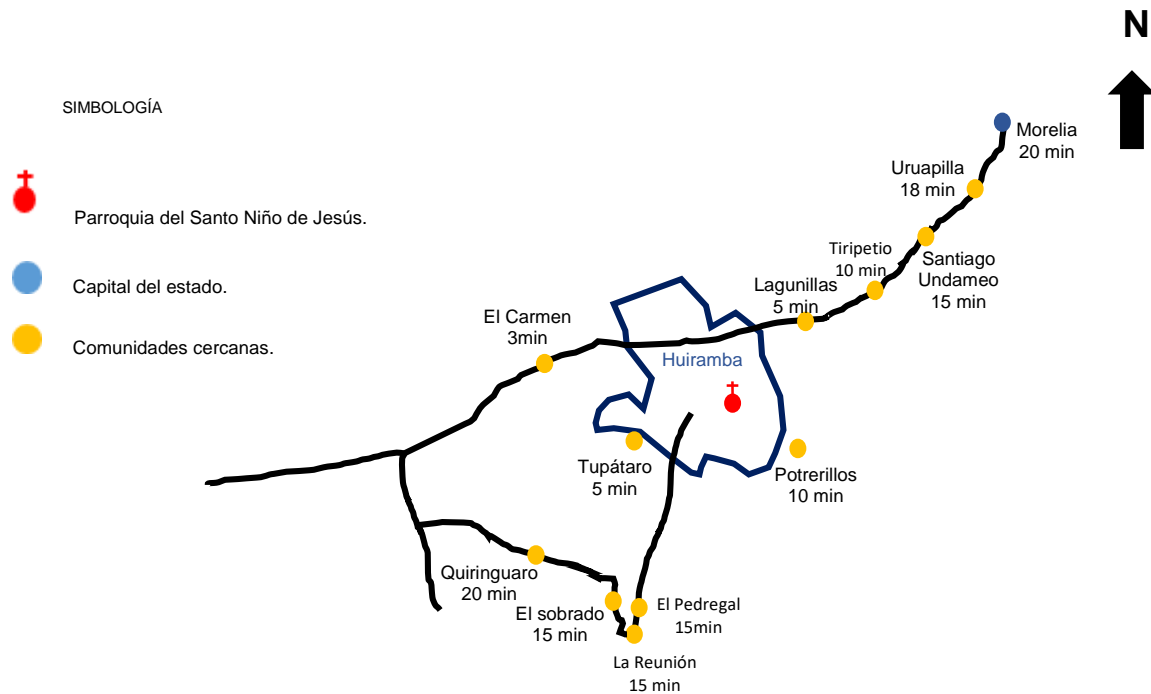 N
SIMBOLOGÍA
Parroquia del Santo Niño de Jesús.
Capital del estado.
Comunidades cercanas.
Morelia
20 min
Uruapilla
18 min
Santiago
Undameo
15 min
Tiripetio
10 min
Lagunillas
5 min
El Carmen
3min
Huiramba
Tupátaro
5 min
Potrerillos
10 min
Quiringuaro
20 min
El sobrado
15 min
El Pedregal
15min
La Reunión
15 min